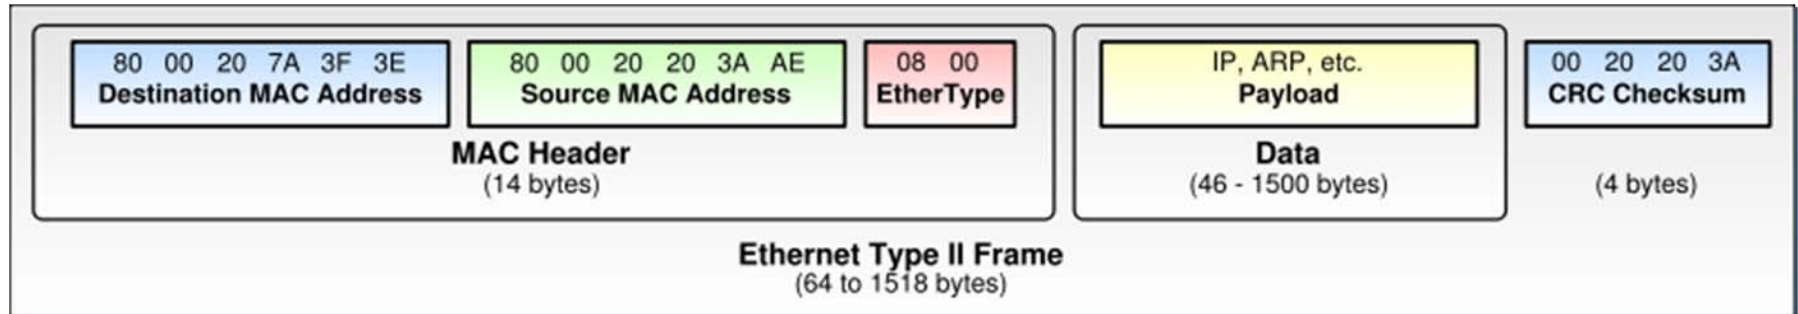 80 00 20 7A 3F 3E
Destination MAC Address
80 00 20 20 3A AE
Source MAC Address
08 00
EtherType
MAC Header
(14 bytes)
IP, ARP, etc.
Payload
Data
(46 - 1500 bytes)
00 20 20 3A
CRC Checksum
(4 bytes)
Ethernet Type II Frame
(64 to 1518 bytes)